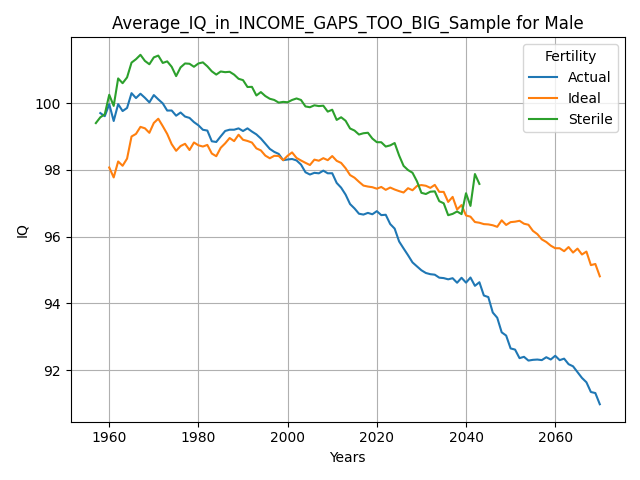 Average_IQ_in_INCOME_GAPS_TOO_BIG_Sample for Male
Fertility
Actual
Ideal
Sterile
IQ
100
98
96
94
92
1960
1980
2000
2020
2040
2060
Years